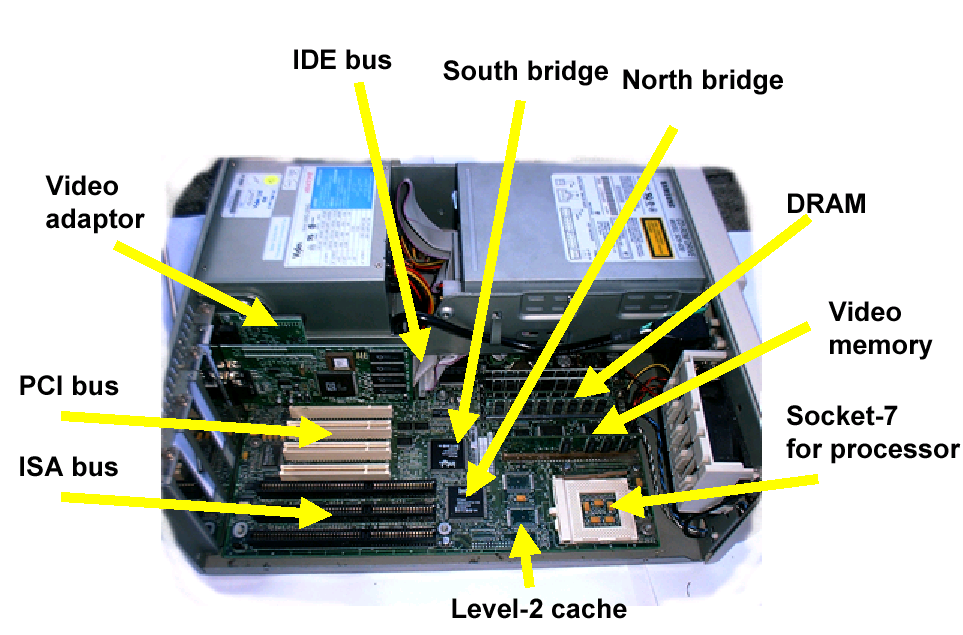 IDE bus
South bridge
North bridge
Video
adaptor
DRAM
Video
memory
PCI bus
Socket-7
for processor
ISA bus
Level-2 cache